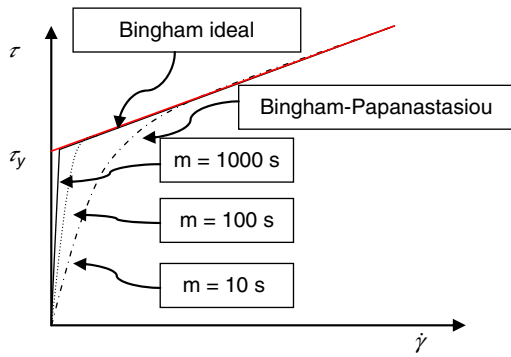 Bingham ideal
τ
Bingham-Papanastasiou
τy
m = 1000 s
m = 100 s
m = 10 s
γ̇